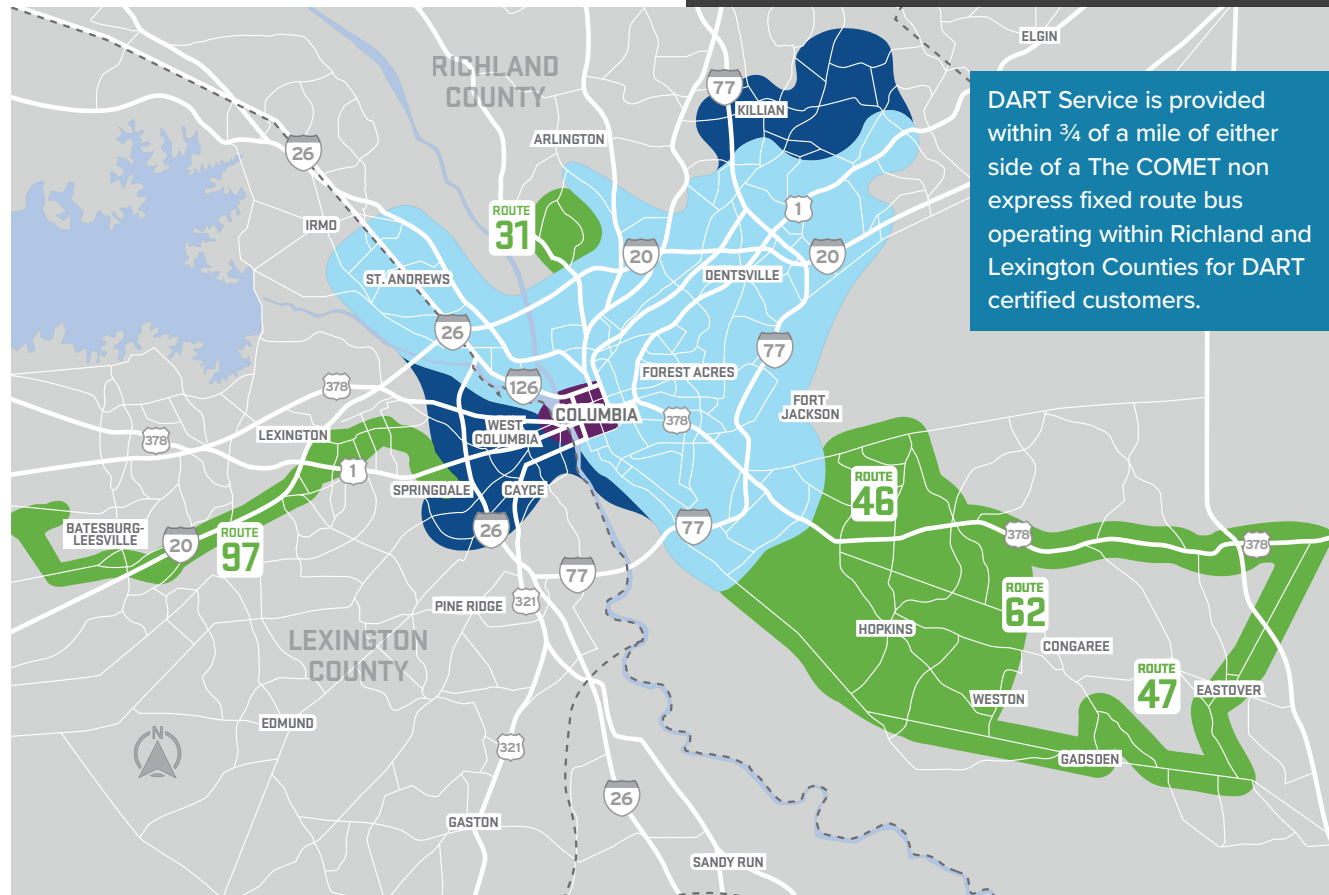 ELGIN
RICHLAND
COUNTY
77
KILLIAN
DART Service is provided
within ¾ of a mile of either
side of a The COMET non
express fixed route bus
operating within Richland and
Lexington Counties for DART
certified customers.
ARLINGTON
26
ROUTE
31
1
IRMO
20
20
DENTSVILLE
ST. ANDREWS
26
77
FOREST ACRES
126
378
FORT
JACKSON
COLUMBIA
378
WEST
COLUMBIA
LEXINGTON
378
1
ROUTE
46
SPRINGDALE
CAYCE
26
77
BATESBURG-
LEESVILLE
20
ROUTE
97
378
378
77
321
PINE RIDGE
ROUTE
62
HOPKINS
LEXINGTON
COUNTY
CONGAREE
ROUTE
47
EASTOVER
WESTON
EDMUND
N
321
GADSDEN
26
GASTON
SANDY RUN